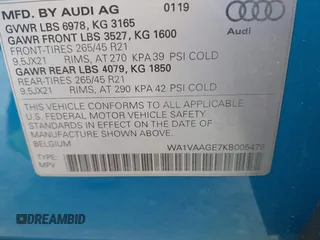 MFD BY AUDI AG 01/19
GVWR LBS 6978, KG 3165
GAWR FRONT LBS 3527, KG 1600
FRONT-TIRES 265/45 R21
9.5JX21 RIMS, AT 270 KPA 39 PSI COLD
GAWR REAR LBS 4079, KG 1850
REAR-TIRES 265/45 R21
9.5JX21 RIMS, AT 290 KPA 42 PSI COLD
Audi
THIS VEHICLE CONFORMS TO ALL APPLICABLE
U.S. FEDERAL MOTOR VEHICLE SAFETY
STANDARDS IN EFFECT ON THE DATE OF
MANUFACTURE SHOWN ABOVE.
BELGIUM WA1VAAGE7KB005479
TYPE:
MPV
DREAMBID